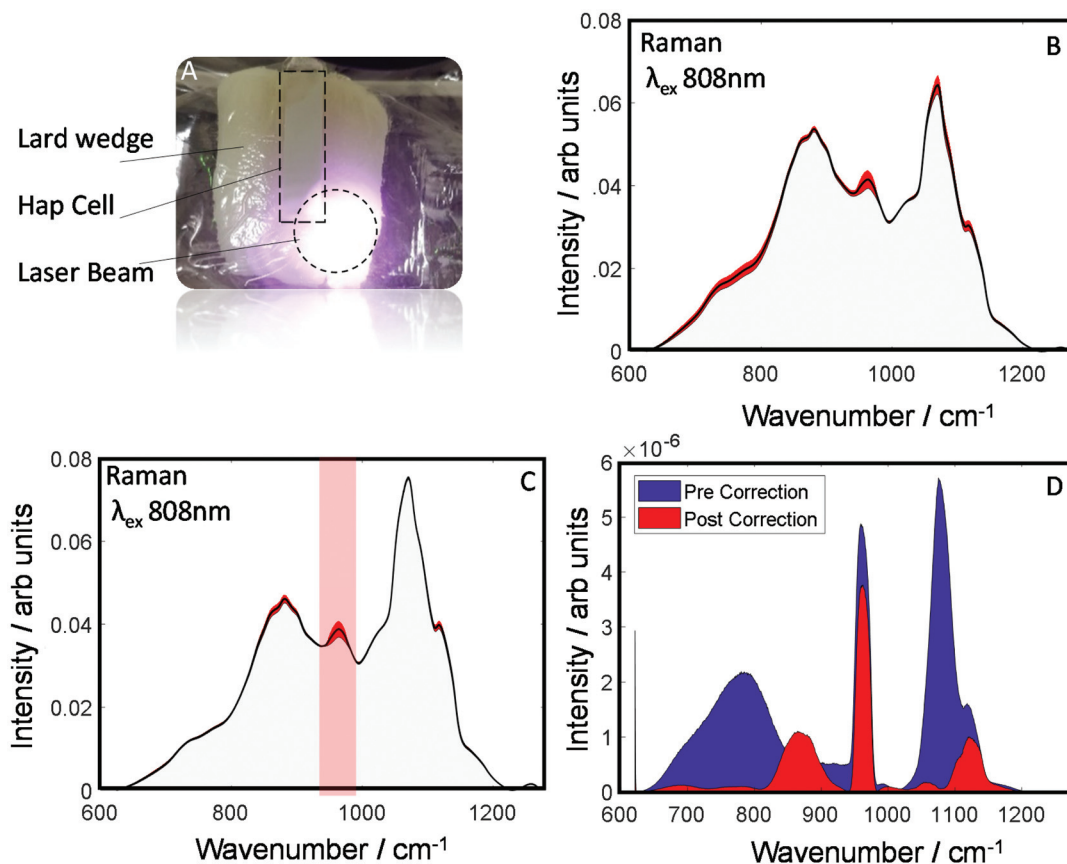 A
Lard wedge
Hap Cell
Laser Beam
B
Raman
λex 808nm
0.08
.06
.04
.02
0
600 800 1000 1200
Intensity / arb units
Wavenumber / cm-1
C
Raman
λex 808nm
0.08
0.06
0.04
0.02
0
600 800 1000 1200
Intensity / arb units
Wavenumber / cm-1
D
×10-6
Pre Correction
Post Correction
6
5
4
3
2
1
0
600 700 800 900 1000 1100 1200
Intensity / arb units
Wavenumber / cm-1